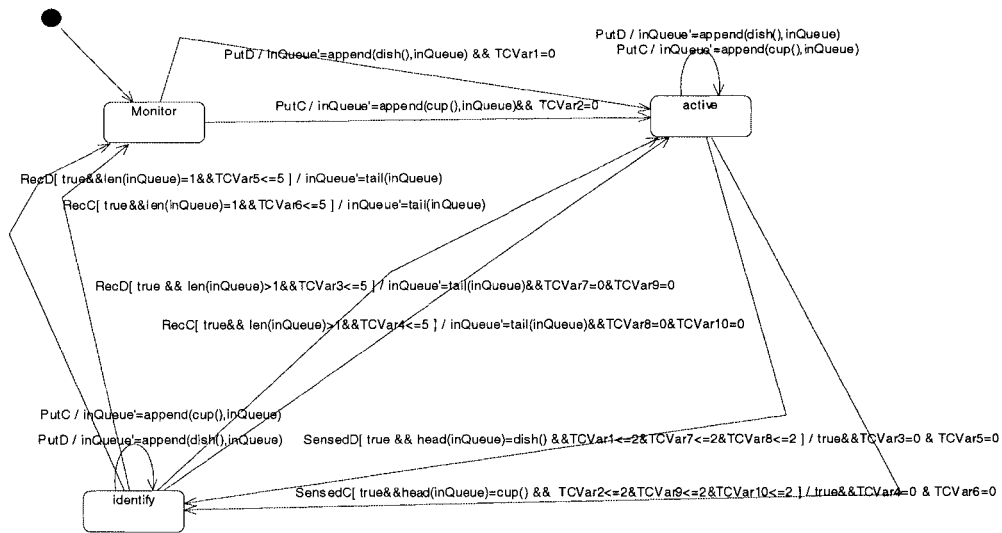 PutD / inQueue'=append(dish(),inQueue)
PutC / inQueue'=append(cup(),inQueue)
PutD / inQueue'=append(dish(),inQueue) && TCVar1=0
active
PutC / inQueue'=append(cup(),inQueue)&& TCVar2=0
Monitor
RecD[ true&&len(inQueue)=1&&TCVar5<=5 ] / inQueue'=tail(inQueue)
RecC[ true&&len(inQueue)=1&&TCVar6<=5 ] / inQueue'=tail(inQueue)
RecD[ true && len(inQueue)>1&&TCVar3<=5 ] / inQueue'=tail(inQueue)&&TCVar7=0&TCVar9=0
RecC[ true&& len(inQueue)>1&&TCVar4<=5 ] / inQueue'=tail(inQueue)&&TCVar8=0&TCVar10=0
PutC / inQueue'=append(cup(),inQueue)
PutD / inQueue'=append(dish(),inQueue)
SensedD[ true && head(inQueue)=dish() &&TCVar1<=2&TCVar7<=2&TCVar8<=2 ] / true&&TCVar3=0 & TCVar5=0
SensedC[ true&&head(inQueue)=cup() && TCVar2<=2&TCVar9<=2&TCVar10<=2 ] / true&&TCVar4=0 & TCVar6=0
identify